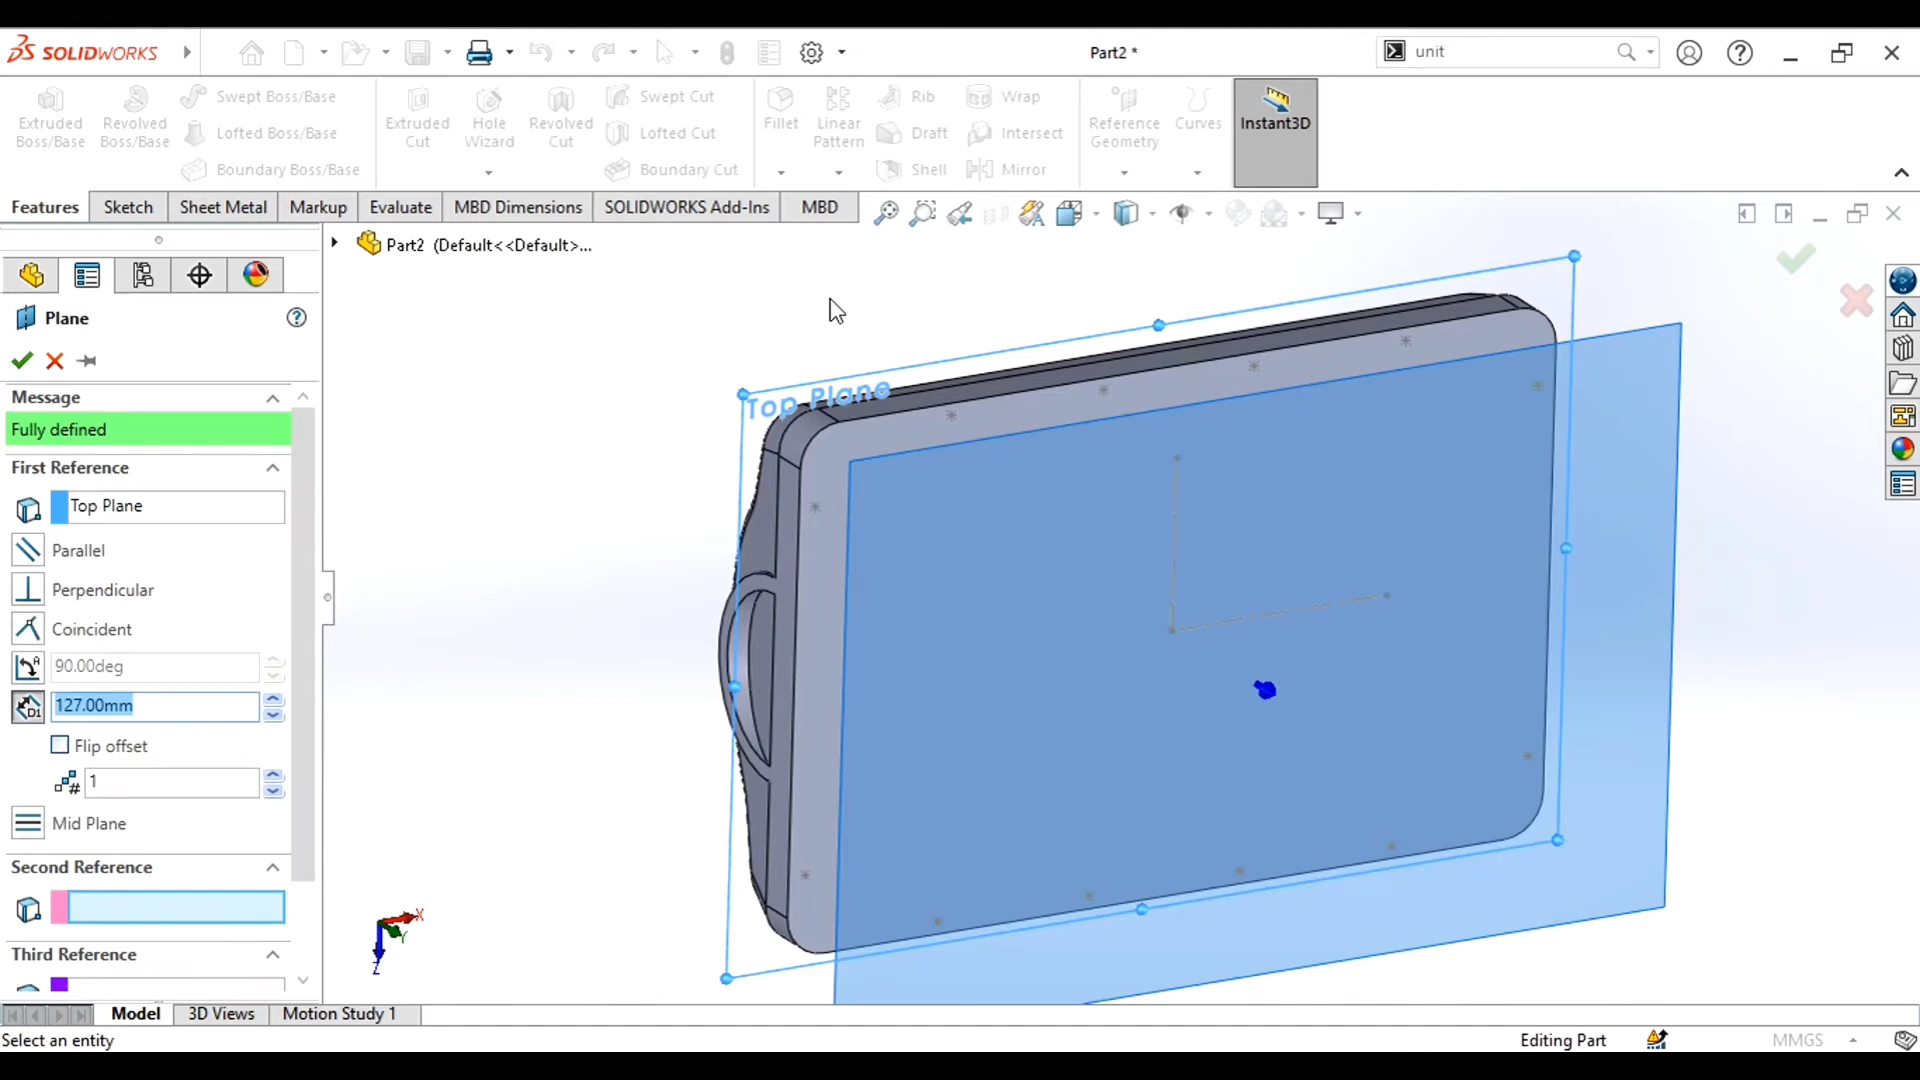 SOLIDWORKS
Part2 *
unit
Extruded Boss/Base
Revolved Boss/Base
Swept Boss/Base
Lofted Boss/Base
Boundary Boss/Base
Extruded Cut
Hole Wizard
Revolved Cut
Swept Cut
Lofted Cut
Boundary Cut
Fillet
Linear Pattern
Rib
Draft
Shell
Wrap
Intersect
Mirror
Reference Geometry
Curves
Instant3D
Features
Sketch
Sheet Metal
Markup
Evaluate
MBD Dimensions
SOLIDWORKS Add-Ins
MBD
Part2 (Default<<Default>...
Plane
Message
Fully defined
First Reference
Top Plane
Parallel
Perpendicular
Coincident
90.00deg
127.00mm
Flip offset
1
Mid Plane
Second Reference
Third Reference
Top Plane
X
Y
Z
Model
3D Views
Motion Study 1
Select an entity
Editing Part
MMGS